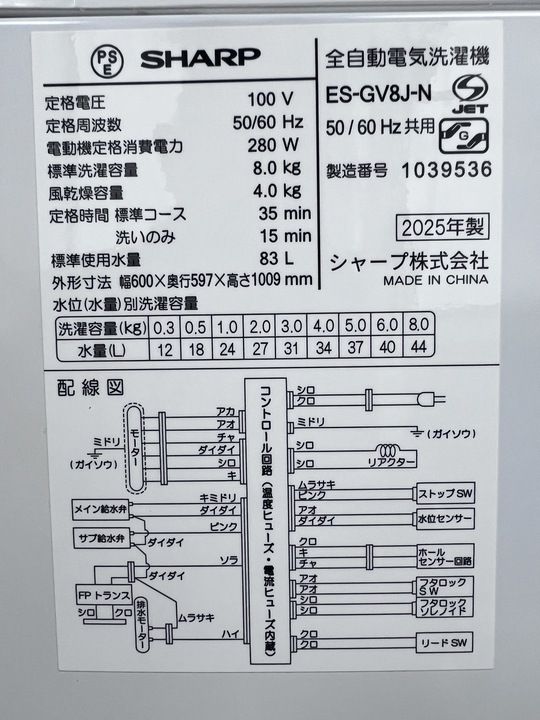 PSE SHARP
定格電圧 100 V
定格周波数 50/60 Hz
電動機定格消費電力 280 W
標準洗濯容量 8.0 kg
風乾燥容量 4.0 kg
定格時間 標準コース 35 min
洗いのみ 15 min
標準使用水量 83 L
外形寸法 幅600×奥行597×高さ1009 mm
全自動電気洗濯機
ES-GV8J-N
JET
50/60 Hz 共用
製造番号 1039536
2025年製
シャープ株式会社
MADE IN CHINA
水位(水量)別洗濯容量
洗濯容量(kg) 0.3 0.5 1.0 2.0 3.0 4.0 5.0 6.0 8.0
水量(L) 12 18 24 27 31 34 37 40 44
配線図
ミドリ
(ガイソウ)
モーター
アカ
アオ
チャ
ダイダイ
シロ
キ
メイン給水弁
キミドリ
ダイダイ
サブ給水弁
ピンク
ダイダイ
ソラ
ダイダイ
FPトランス
シロ クロ
排水モーター
ムラサキ
ハイ
コントロール回路(温度ヒューズ・電流ヒューズ内蔵)
シロ
クロ
ミドリ
(ガイソウ)
シロ
シロ
リアクター
ムラサキ
ピンク
ストップSW
アオ
ダイダイ
水位センサー
クロ
キ
チャ
ホール
センサー回路
アオ
アオ
フタロック
SW
シロ
シロ
フタロック
ソレノイド
クロ
クロ
リードSW